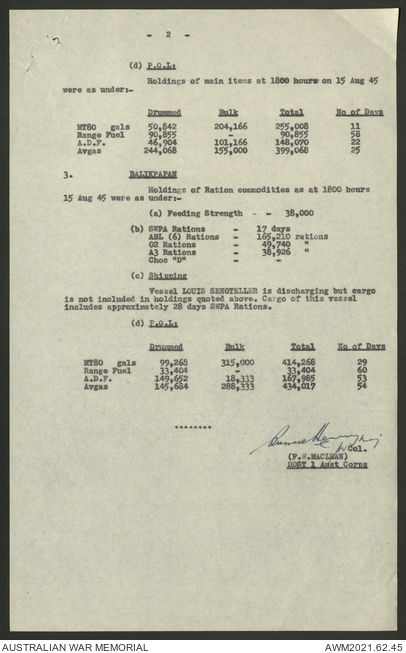 - 2 -
(d) P.O.L:
Holdings of main items at 1800 hours on 15 Aug 45
were as under:-
Drummed Bulk Total No of Days
MT80 gals 50,842 204,166 255,008 11
Range Fuel 90,855 - 90,855 58
A.D.F. 46,904 101,166 148,070 22
Avgas 244,068 155,000 399,068 25
3. BALIKPAPAN
Holdings of Ration commodities as at 1800 hours
15 Aug 45 were as under:-
(a) Feeding Strength - - 38,000
(b) SWPA Rations - 17 days
ABL (6) Rations - 165,210 rations
O2 Rations - 49,740 "
A3 Rations - 38,926 "
Choc "D" - -
(c) Shipping
Vessel LOUIS SENGTELLER is discharging but cargo
is not included in holdings quoted above. Cargo of this vessel
includes approximately 28 days SWPA Rations.
(d) P.O.L:
Drummed Bulk Total No of Days
MT80 gals 99,268 315,000 414,268 29
Range Fuel 33,404 - 33,404 60
A.D.F. 149,652 18,333 167,985 53
Avgas 145,684 288,333 434,017 54
********
Col.
(F.W.MACLEAN)
DDST 1 Aust Corps
AUSTRALIAN WAR MEMORIAL AWM2021.62.45